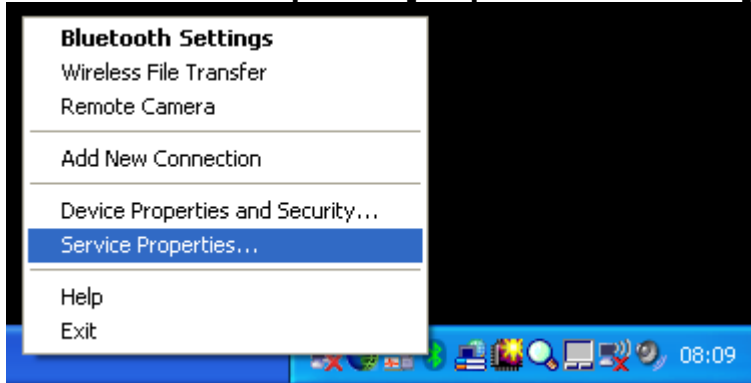 Bluetooth Settings
Wireless File Transfer
Remote Camera
Add New Connection
Device Properties and Security...
Service Properties...
Help
Exit
08:09